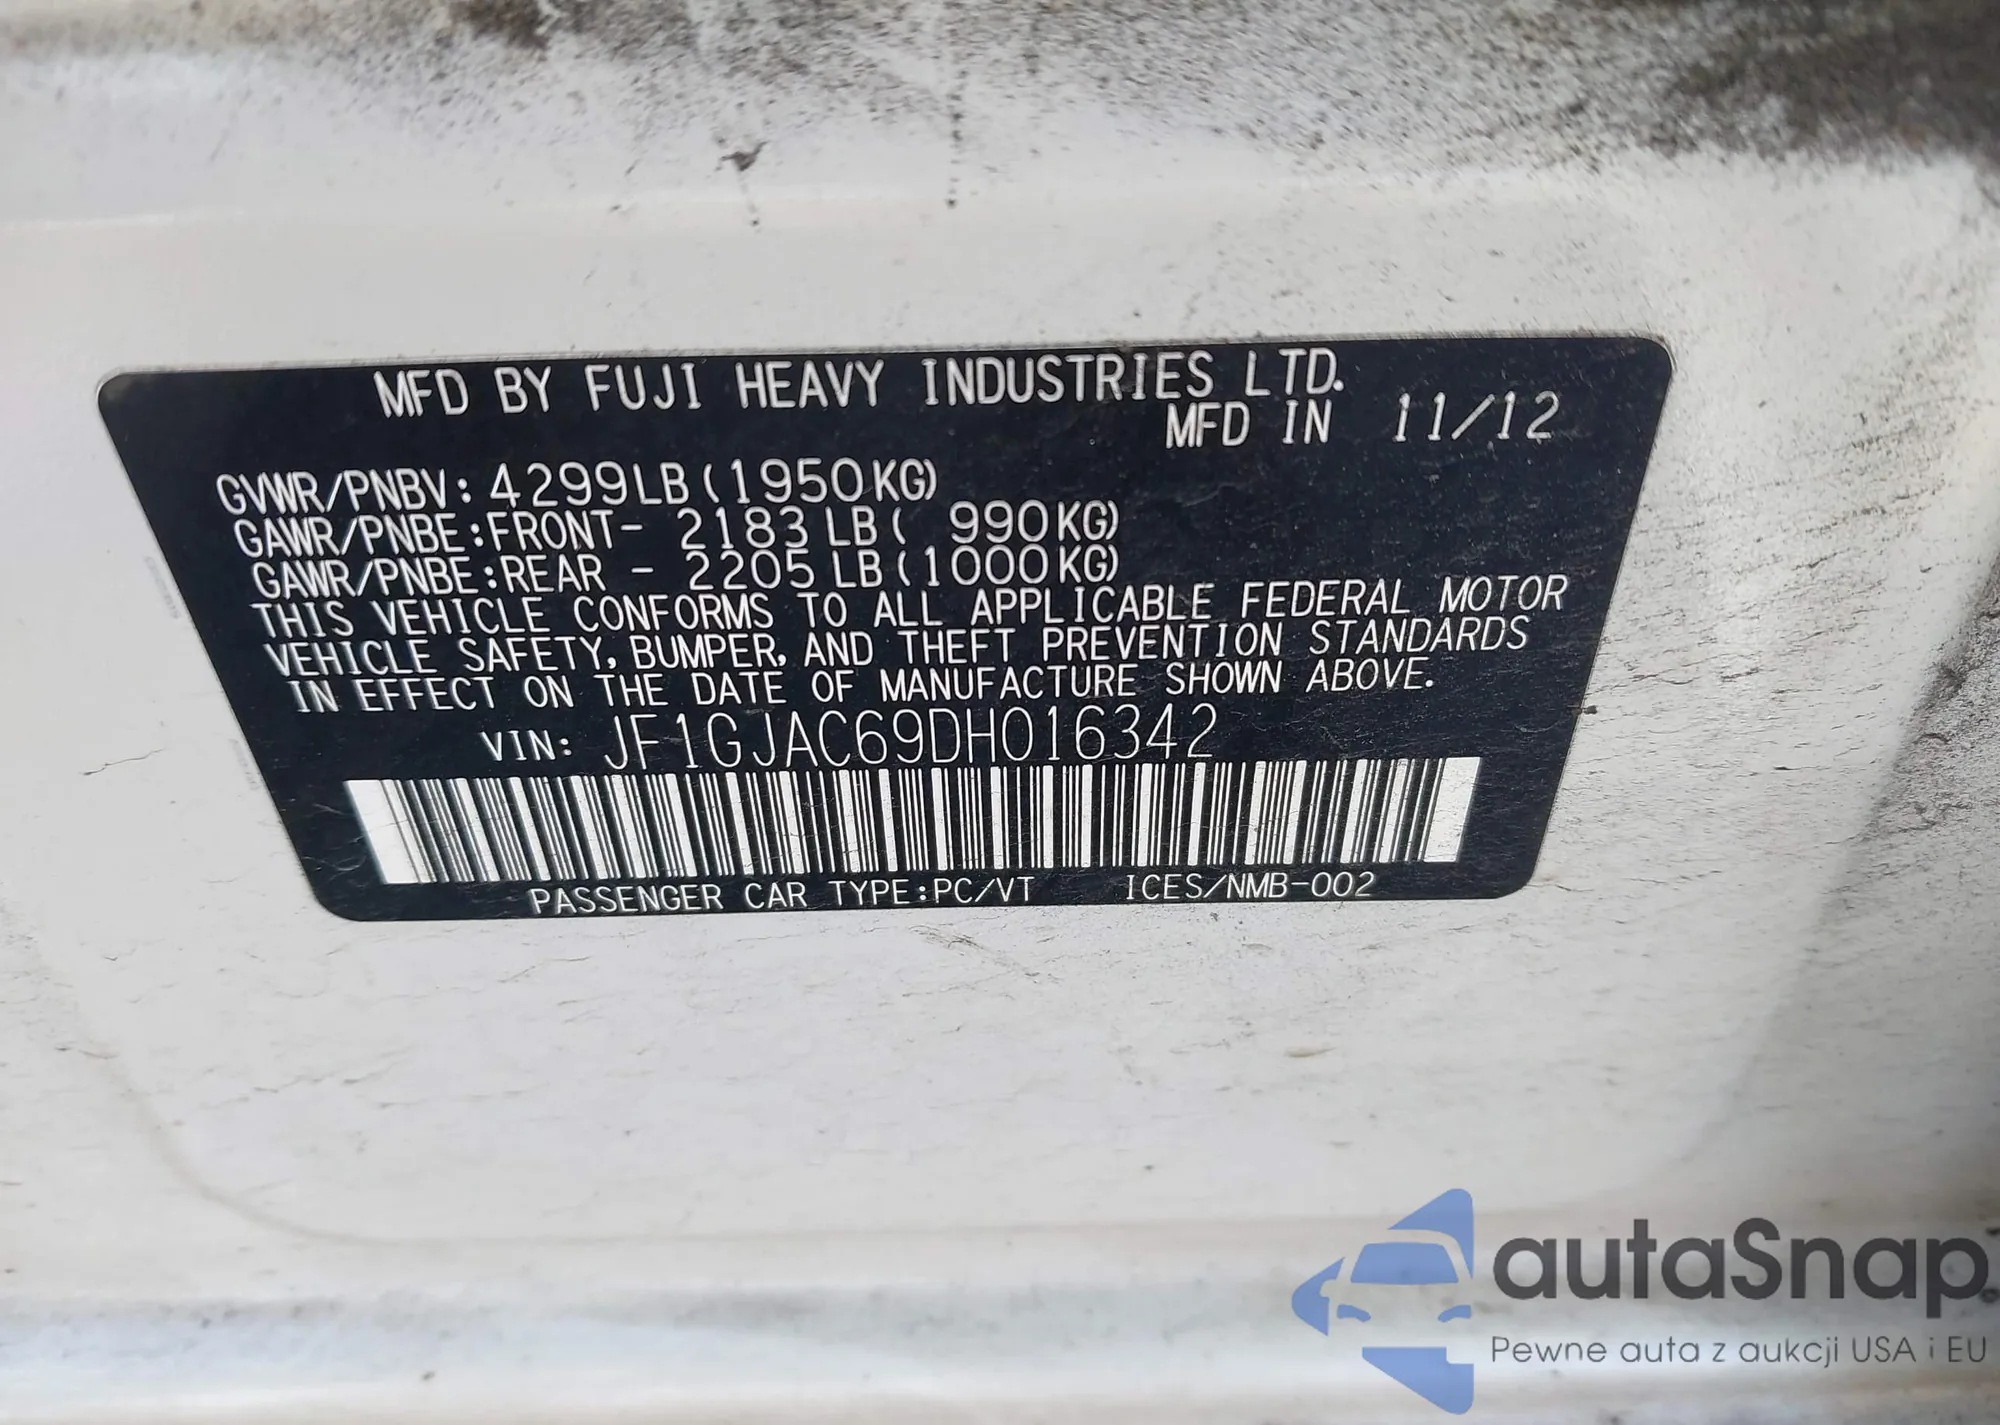 MFD BY FUJI HEAVY INDUSTRIES LTD.
MFD IN 11/12
GVWR/PNBV: 4299LB(1950KG)
GAWR/PNBE:FRONT- 2183LB( 990KG)
GAWR/PNBE:REAR - 2205LB(1000KG)
THIS VEHICLE CONFORMS TO ALL APPLICABLE FEDERAL MOTOR
VEHICLE SAFETY, BUMPER, AND THEFT PREVENTION STANDARDS
IN EFFECT ON THE DATE OF MANUFACTURE SHOWN ABOVE.
VIN: JF1GJAC69DH016342
PASSENGER CAR TYPE:PC/VT ICES/NMB-002
autaSnap
Pewne auta z aukcji USA i EU